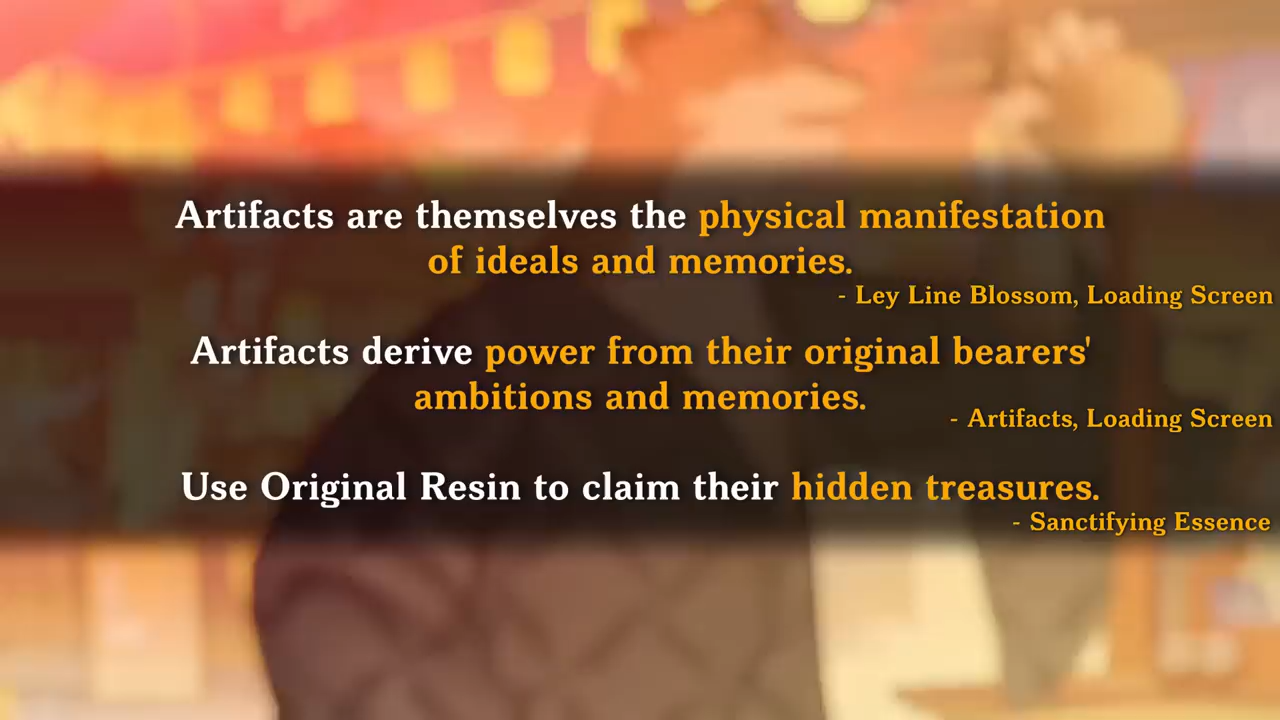 Artifacts are themselves the physical manifestation
of ideals and memories.
- Ley Line Blossom, Loading Screen
Artifacts derive power from their original bearers'
ambitions and memories.
- Artifacts, Loading Screen
Use Original Resin to claim their hidden treasures.
- Sanctifying Essence